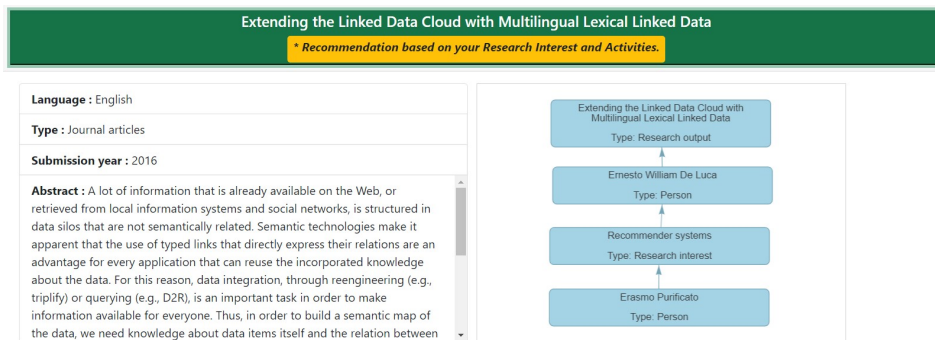 Extending the Linked Data Cloud with Multilingual Lexical Linked Data
* Recommendation based on your Research Interest and Activities.
Language : English
Type : Journal articles
Submission year : 2016
Abstract : A lot of information that is already available on the Web, or
retrieved from local information systems and social networks, is structured in
data silos that are not semantically related. Semantic technologies make it
apparent that the use of typed links that directly express their relations are an
advantage for every application that can reuse the incorporated knowledge
about the data. For this reason, data integration, through reengineering (e.g.,
triplify) or querying (e.g., D2R), is an important task in order to make
information available for everyone. Thus, in order to build a semantic map of
the data, we need knowledge about data items itself and the relation between
Extending the Linked Data Cloud with
Multilingual Lexical Linked Data
Type: Research output
Ernesto William De Luca
Type: Person
Recommender systems
Type: Research interest
Erasmo Purificato
Type: Person